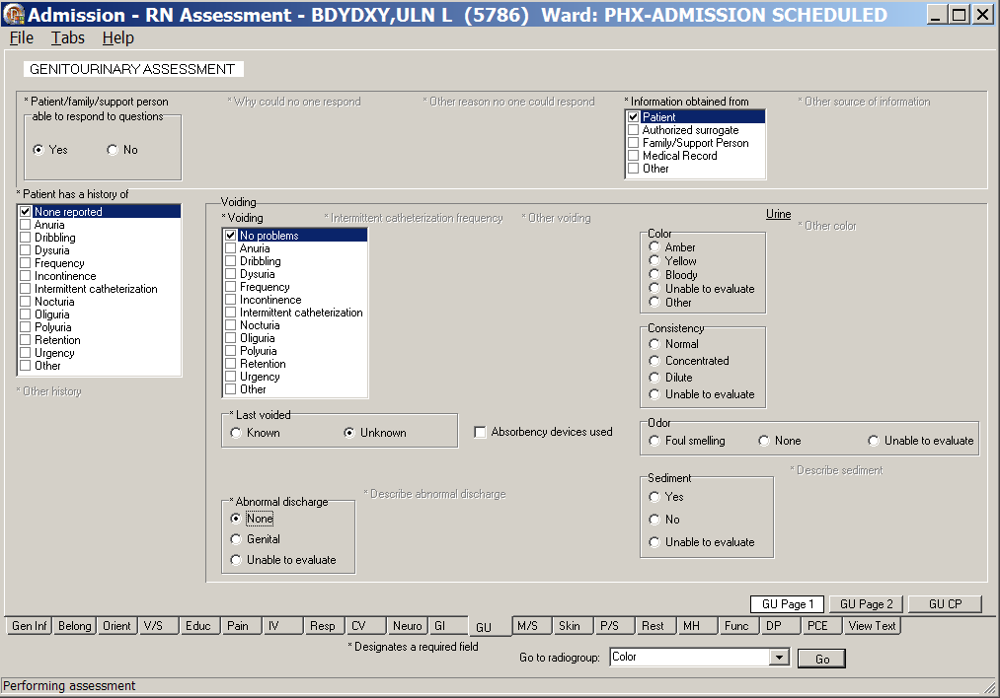 Admission - RN Assessment - BDYDXY,ULN L (5786) Ward: PHX-ADMISSION SCHEDULED
File Tabs Help
GENITOURINARY ASSESSMENT
* Patient/family/support person
able to respond to questions
Yes No
* Why could no one respond
* Other reason no one could respond
* Information obtained from
Patient
Authorized surrogate
Family/Support Person
Medical Record
Other
* Other source of information
* Patient has a history of
None reported
Anuria
Dribbling
Dysuria
Frequency
Incontinence
Intermittent catheterization
Nocturia
Oliguria
Polyuria
Retention
Urgency
Other
* Other history
Voiding
* Voiding
No problems
Anuria
Dribbling
Dysuria
Frequency
Incontinence
Intermittent catheterization
Nocturia
Oliguria
Polyuria
Retention
Urgency
Other
* Intermittent catheterization frequency
* Other voiding
* Last voided
Known Unknown
Absorbency devices used
* Abnormal discharge
None
Genital
Unable to evaluate
* Describe abnormal discharge
Urine
Color
Amber
Yellow
Bloody
Unable to evaluate
Other
* Other color
Consistency
Normal
Concentrated
Dilute
Unable to evaluate
Odor
Foul smelling None Unable to evaluate
Sediment
Yes
No
Unable to evaluate
* Describe sediment
GU Page 1 GU Page 2 GU CP
Gen Inf Belong Orient V/S Educ Pain IV Resp CV Neuro GI GU M/S Skin P/S Rest MH Func DP PCE View Text
* Designates a required field
Go to radiogroup: Color Go
Performing assessment